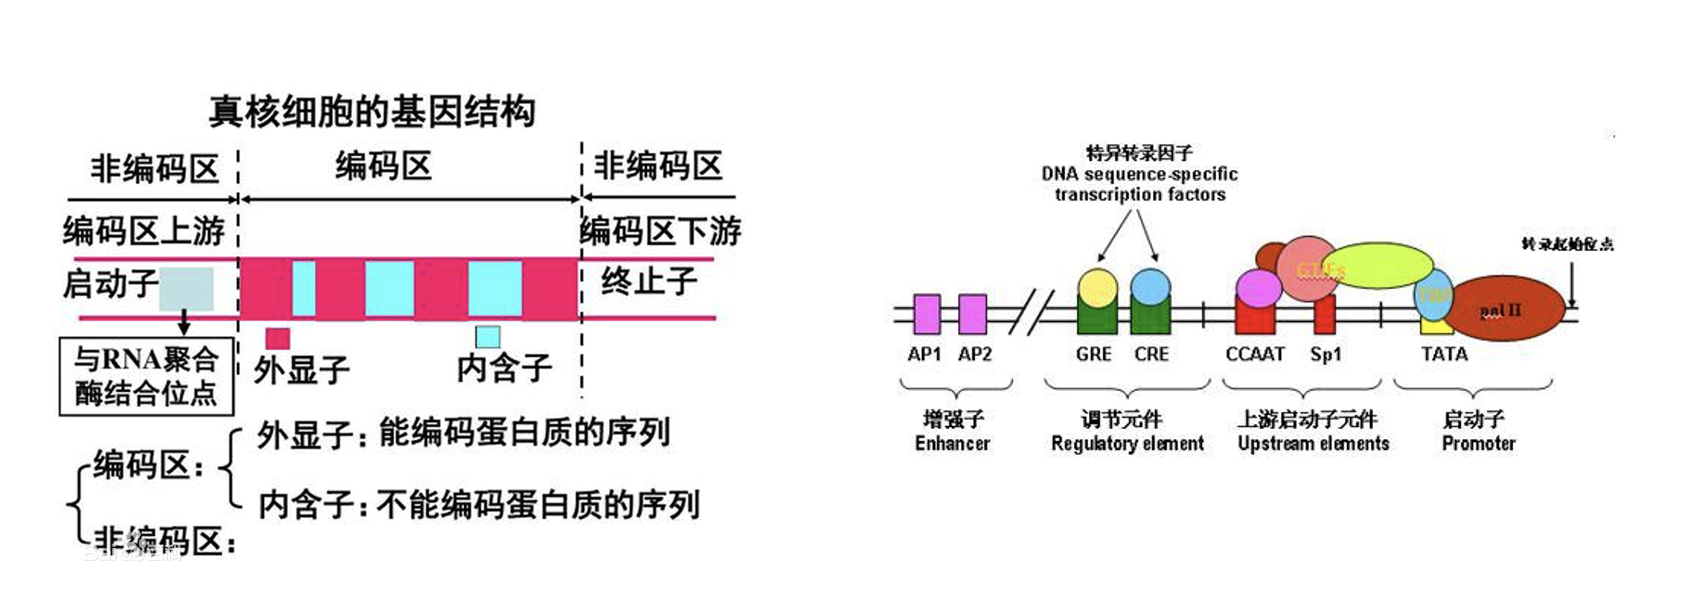 真核细胞的基因结构
非编码区
编码区
非编码区
编码区上游
编码区下游
启动子
终止子
与RNA聚合
酶结合位点
外显子
内含子
编码区:
外显子: 能编码蛋白质的序列
内含子: 不能编码蛋白质的序列
非编码区:
特异转录因子
DNA sequence-specific
transcription factors
转录起始位点
GTFs
pol II
AP1
AP2
GRE
CRE
CCAAT
Sp1
TATA
增强子
Enhancer
调节元件
Regulatory element
上游启动子元件
Upstream elements
启动子
Promoter